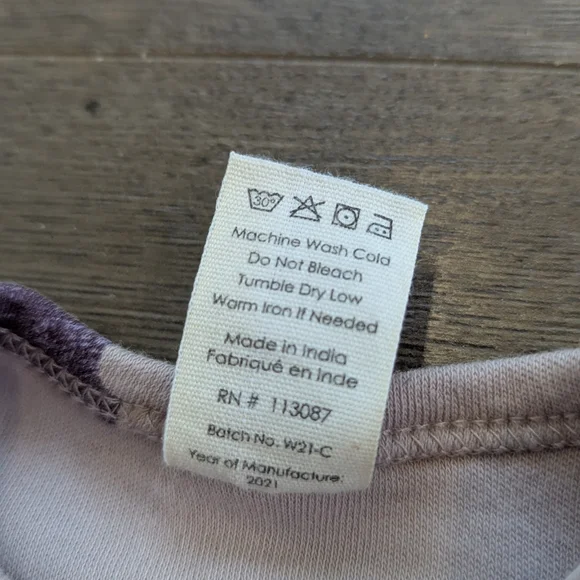 30°
Machine Wash Cold
Do Not Bleach
Tumble Dry Low
Warm Iron If Needed
Made in India
Fabriqué en Inde
RN # 113087
Batch No. W21-C
Year of Manufacture:
2021